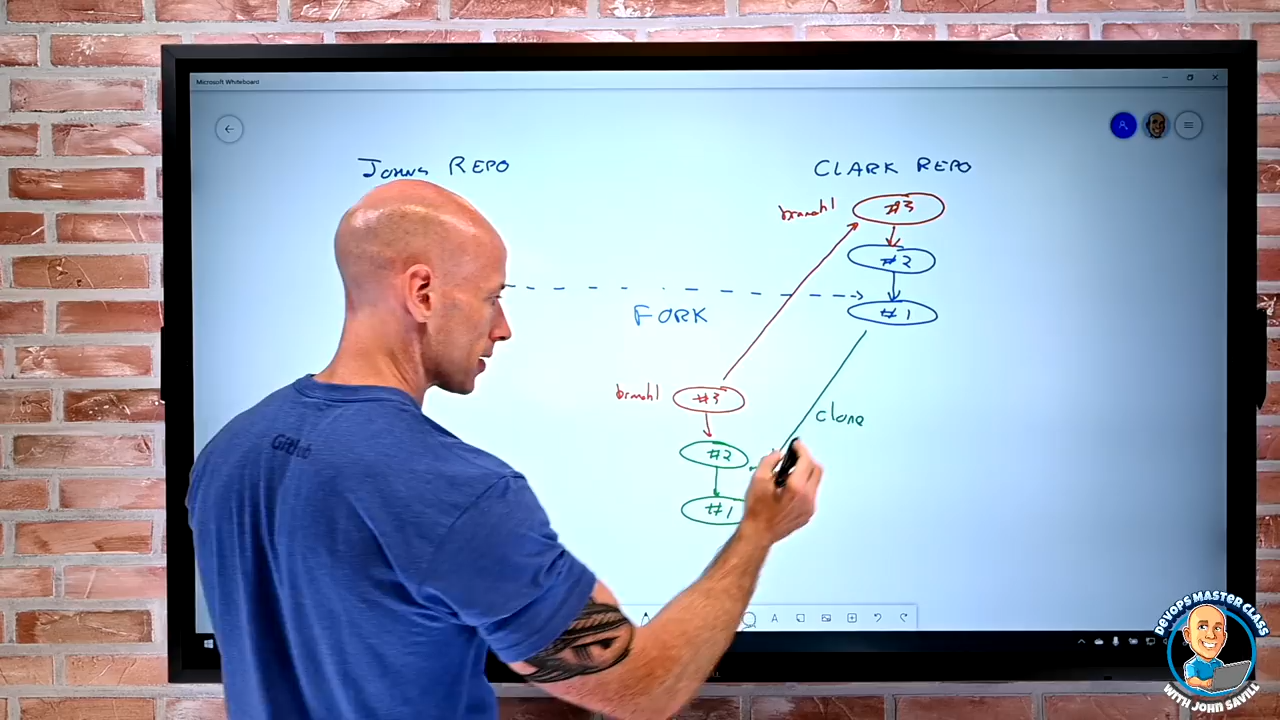 Microsoft Whiteboard
JOHNS REPO
CLARK REPO
branch1
#3
#2
#1
FORK
branch1
#3
clone
#2
#1
GitHub
DEVOPS MASTER CLASS
WITH JOHN SAVILL